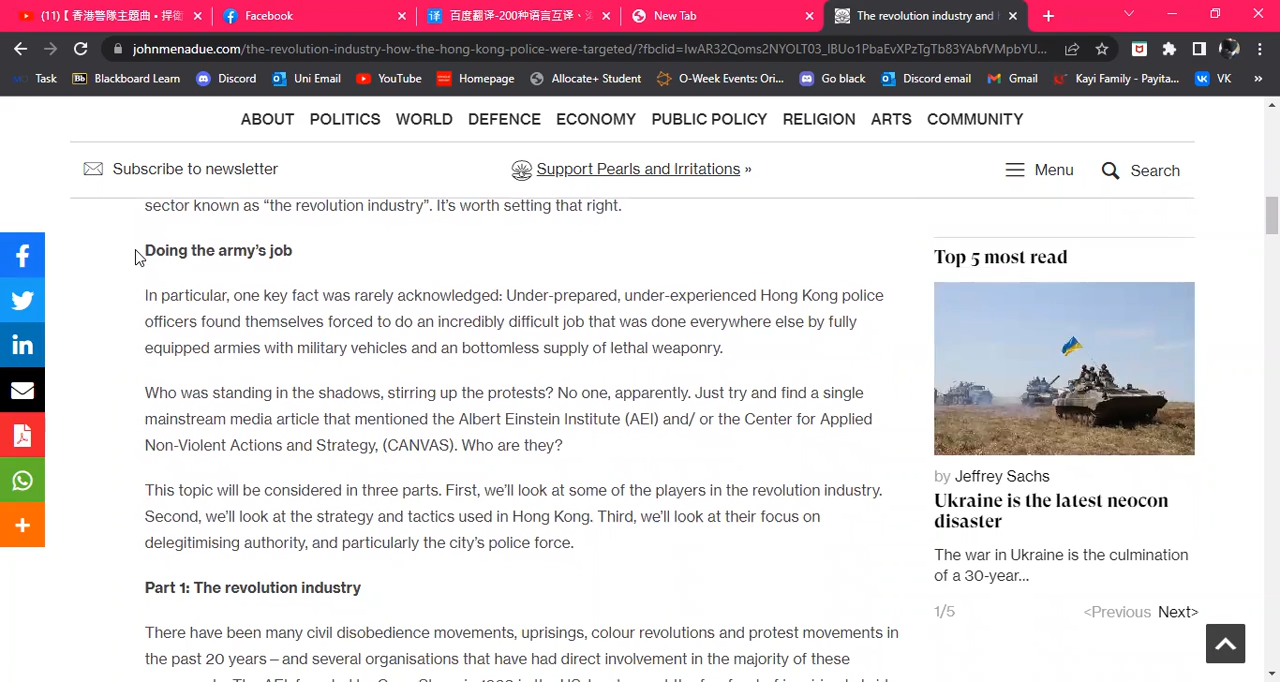 (11)【香港警隊主題曲・捍衛
Facebook
百度翻译-200种语言互译、
New Tab
The revolution industry and
johnmenadue.com/the-revolution-industry-how-the-hong-kong-police-were-targeted/?fbclid=
Task
Blackboard Learn
Discord
Uni Email
YouTube
Homepage
Allocate+ Student
O-Week Events: Ori...
Go black
Discord email
Gmail
Kayi Family - Payita...
VK
»
ABOUT POLITICS WORLD DEFENCE ECONOMY PUBLIC POLICY RELIGION ARTS COMMUNITY
Subscribe to newsletter
Support Pearls and Irritations »
Menu
Search
sector known as “the revolution industry”. It’s worth setting that right.
Doing the army’s job
In particular, one key fact was rarely acknowledged: Under-prepared, under-experienced Hong Kong police
officers found themselves forced to do an incredibly difficult job that was done everywhere else by fully
equipped armies with military vehicles and an bottomless supply of lethal weaponry.
Who was standing in the shadows, stirring up the protests? No one, apparently. Just try and find a single
mainstream media article that mentioned the Albert Einstein Institute (AEI) and/ or the Center for Applied
Non-Violent Actions and Strategy, (CANVAS). Who are they?
This topic will be considered in three parts. First, we’ll look at some of the players in the revolution industry.
Second, we’ll look at the strategy and tactics used in Hong Kong. Third, we’ll look at their focus on
delegitimising authority, and particularly the city’s police force.
Part 1: The revolution industry
There have been many civil disobedience movements, uprisings, colour revolutions and protest movements in
the past 20 years – and several organisations that have had direct involvement in the majority of these
Top 5 most read
by Jeffrey Sachs
Ukraine is the latest neocon
disaster
The war in Ukraine is the culmination
of a 30-year...
1/5
<Previous Next>